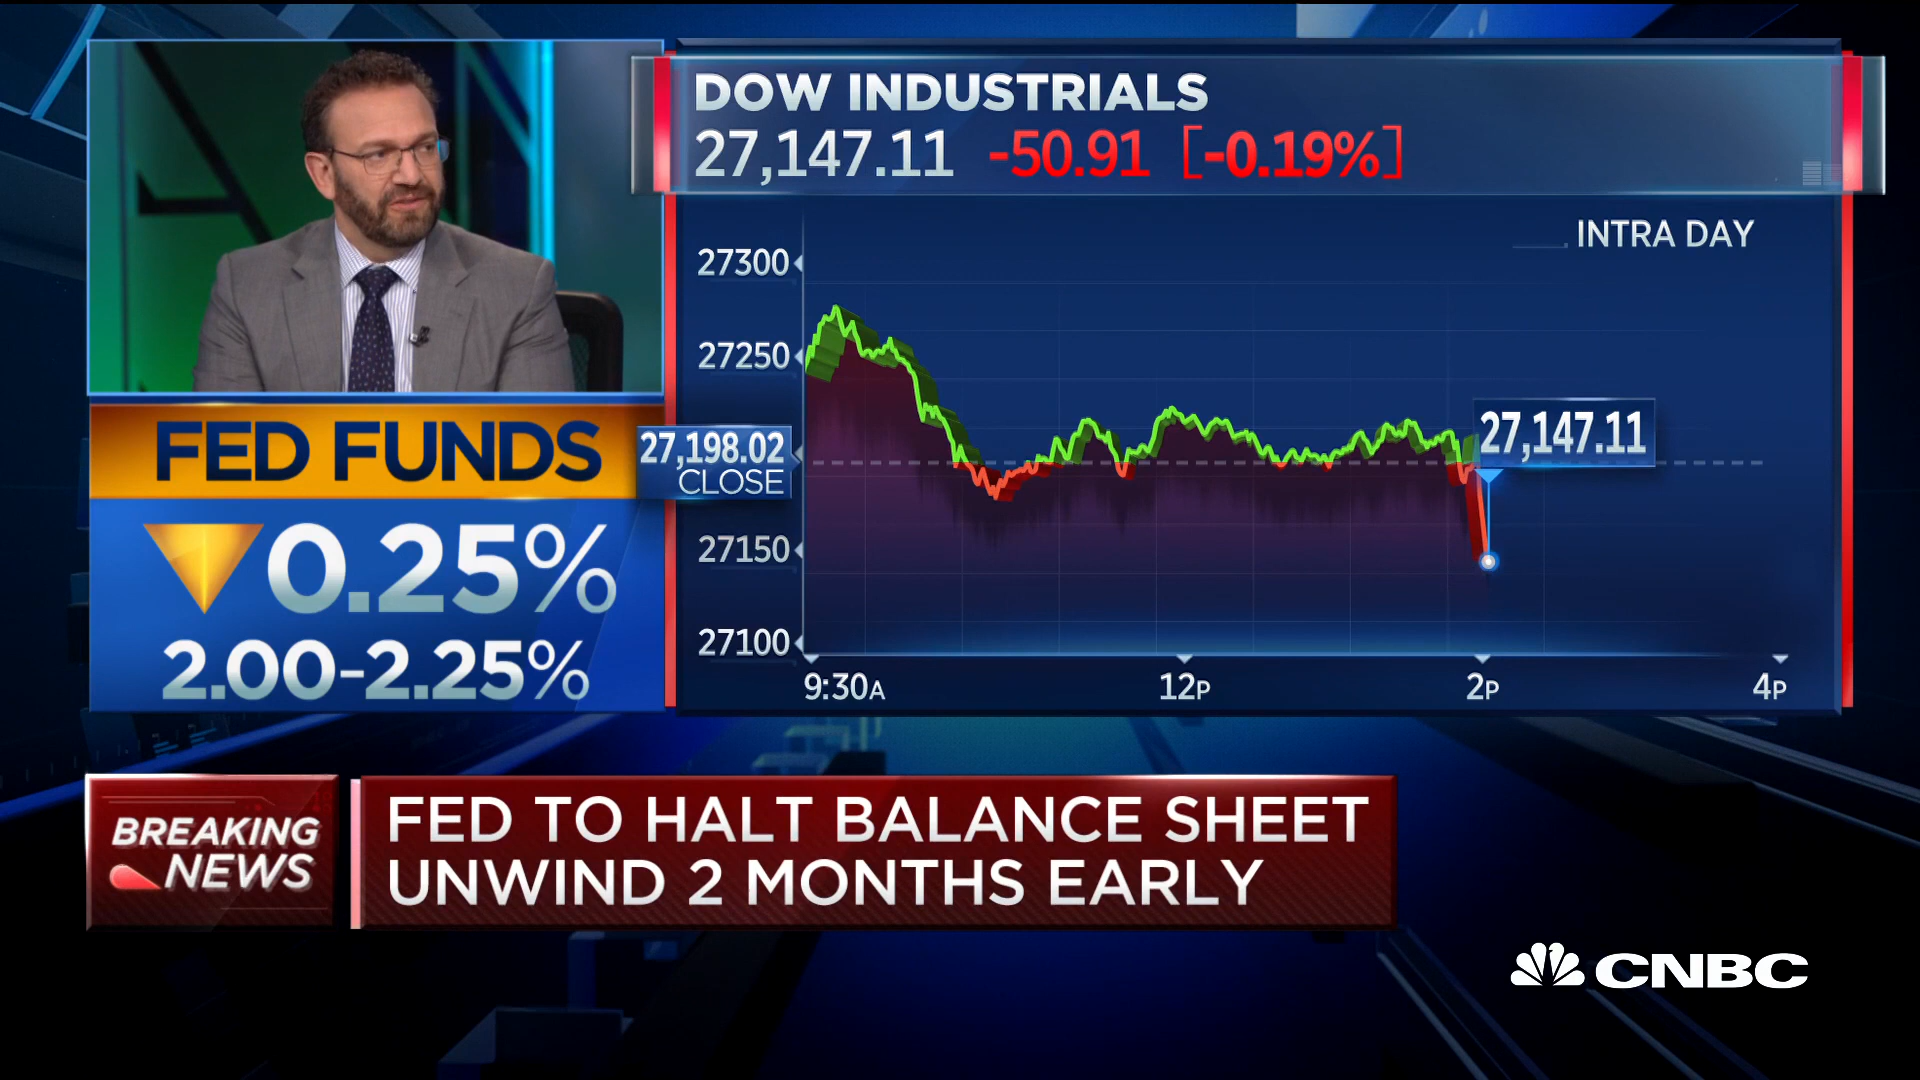 DOW INDUSTRIALS
27,147.11 -50.91 [-0.19%]
INTRA DAY
27300
27250
27,198.02
CLOSE
27150
27100
27,147.11
9:30A 12P 2P 4P
FED FUNDS
0.25%
2.00-2.25%
BREAKING
NEWS
FED TO HALT BALANCE SHEET
UNWIND 2 MONTHS EARLY
CNBC